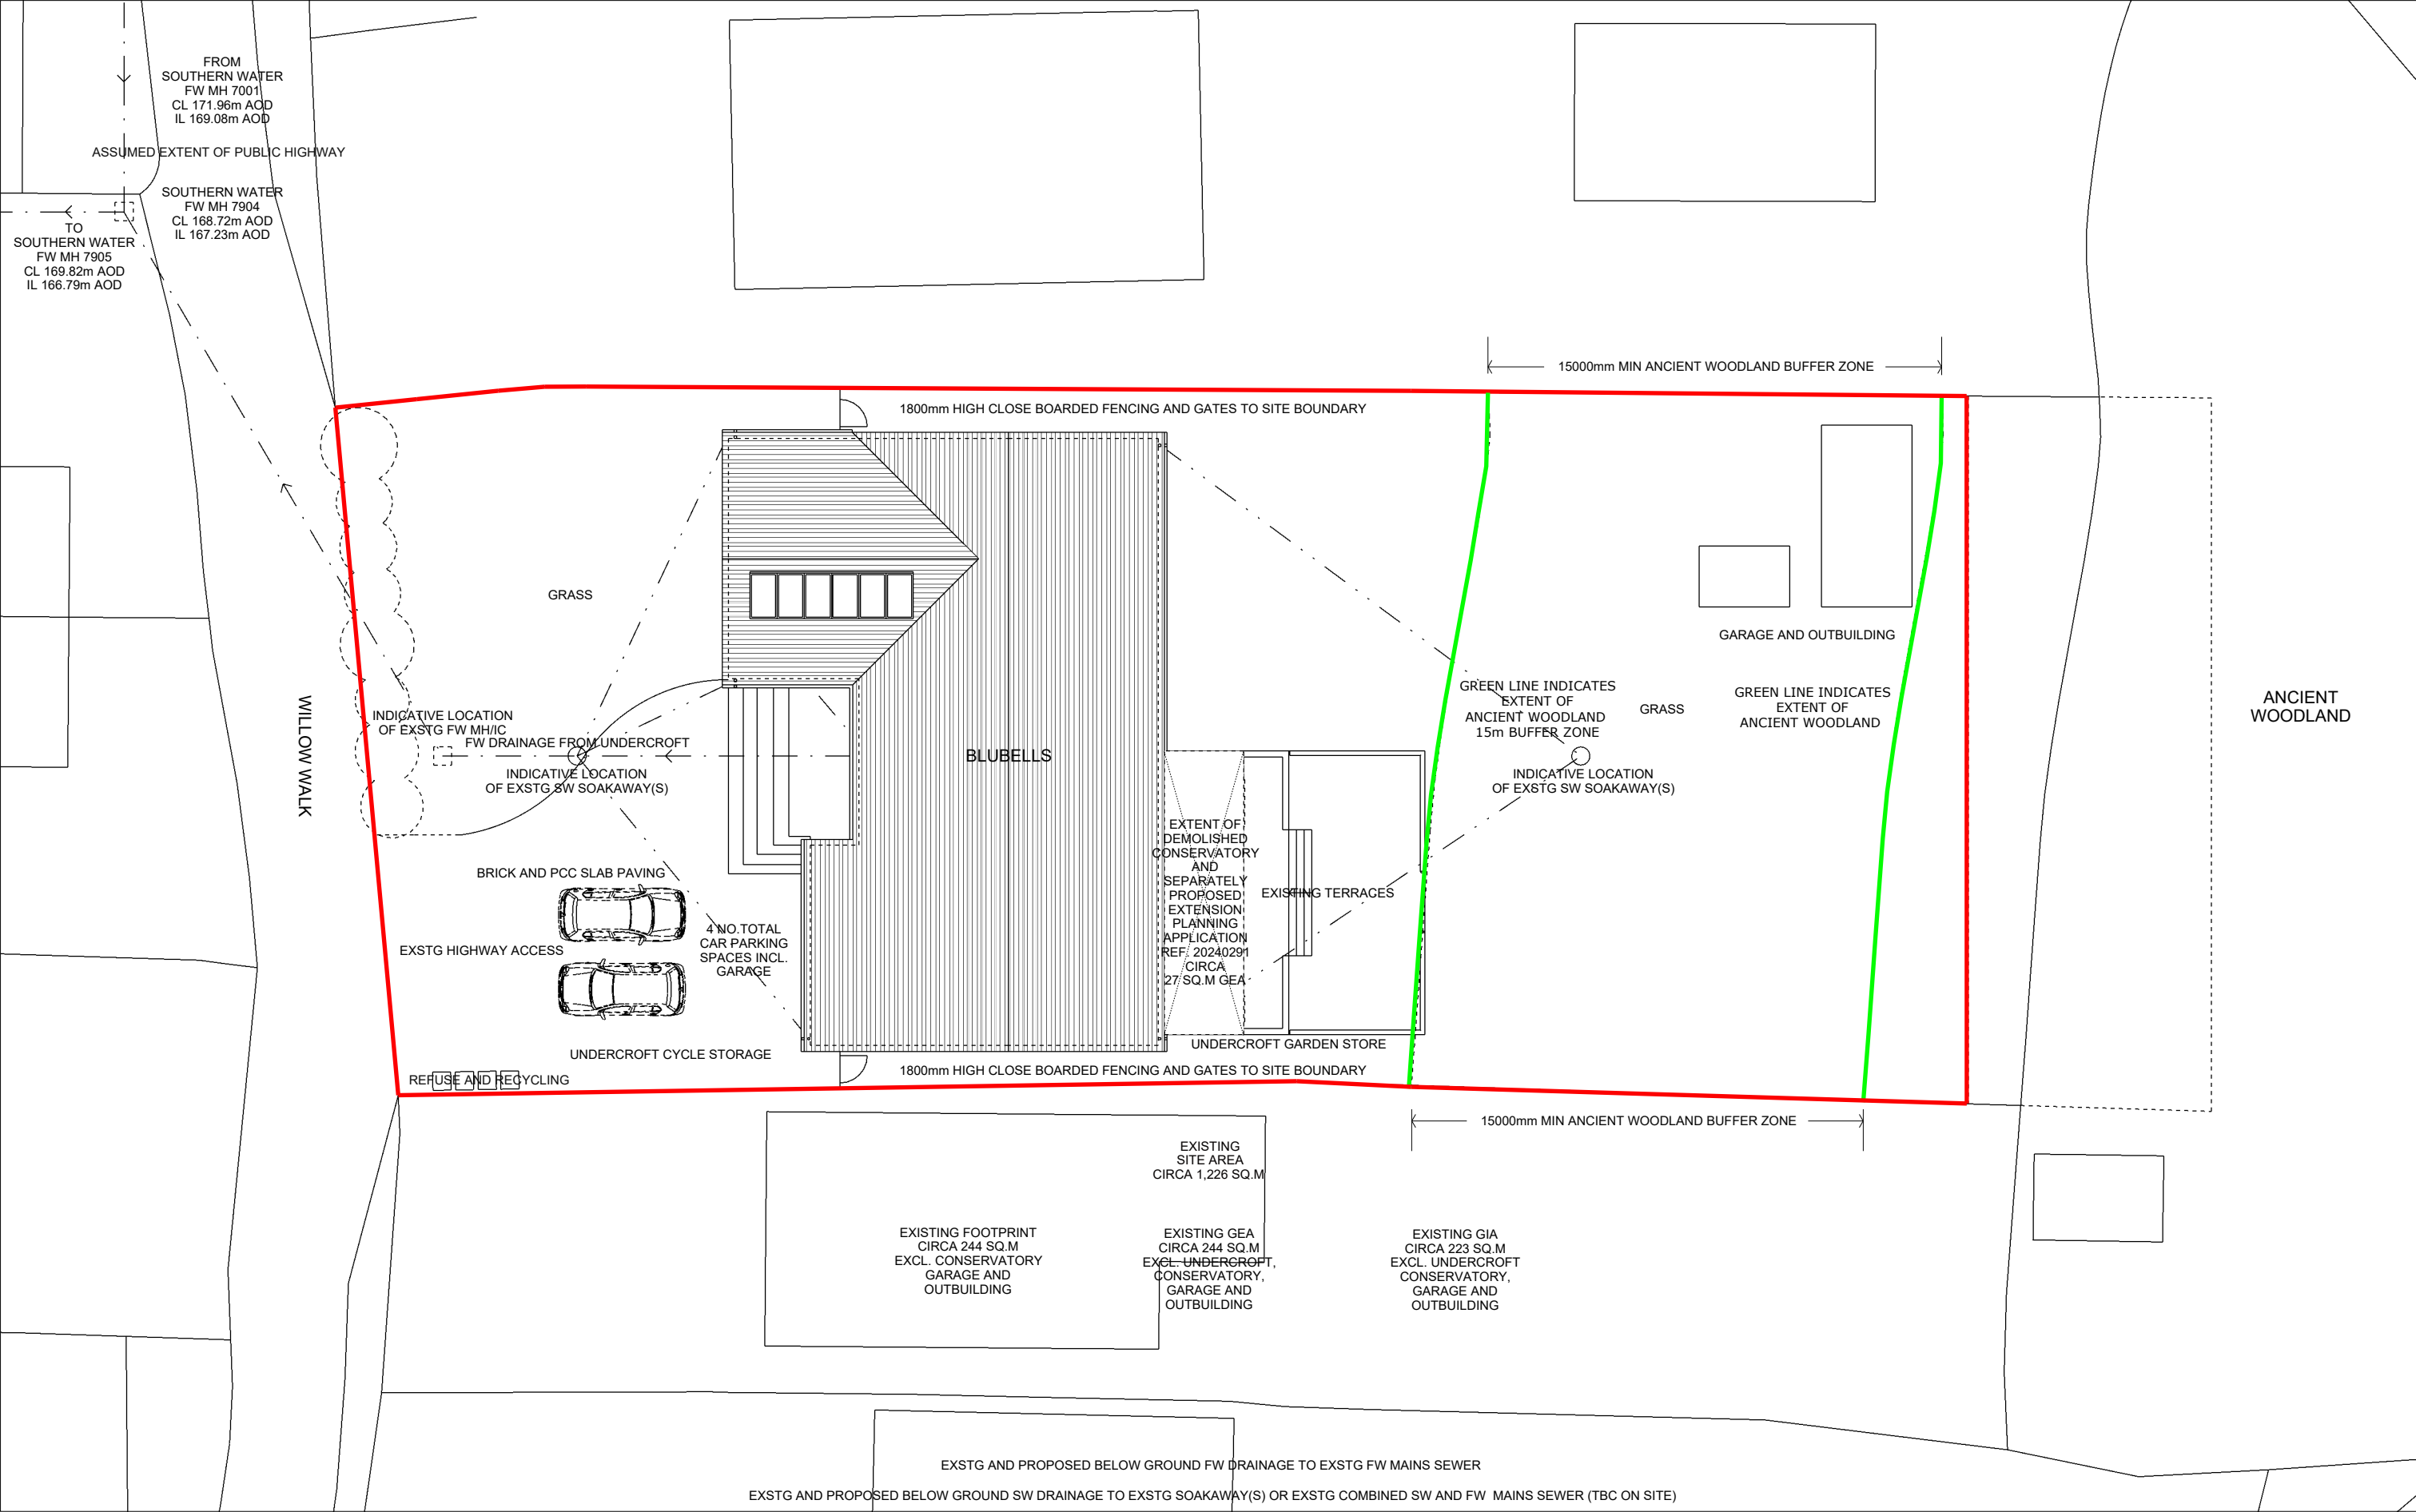 FROM
SOUTHERN WATER
FW MH 7001
CL 171.96m AOD
IL 169.08m AOD
ASSUMED EXTENT OF PUBLIC HIGHWAY
SOUTHERN WATER
FW MH 7904
CL 168.72m AOD
IL 167.23m AOD
TO
SOUTHERN WATER
FW MH 7905
CL 169.82m AOD
IL 166.79m AOD
15000mm MIN ANCIENT WOODLAND BUFFER ZONE
1800mm HIGH CLOSE BOARDED FENCING AND GATES TO SITE BOUNDARY
GRASS
GARAGE AND OUTBUILDING
GREEN LINE INDICATES
EXTENT OF
ANCIENT WOODLAND
15m BUFFER ZONE
GRASS
GREEN LINE INDICATES
EXTENT OF
ANCIENT WOODLAND
ANCIENT
WOODLAND
WILLOW WALK
INDICATIVE LOCATION
OF EXSTG FW MH/IC
FW DRAINAGE FROM UNDERCROFT
INDICATIVE LOCATION
OF EXSTG SW SOAKAWAY(S)
BLUBELLS
INDICATIVE LOCATION
OF EXSTG SW SOAKAWAY(S)
EXTENT OF
DEMOLISHED
CONSERVATORY
AND
SEPARATELY
PROPOSED
EXTENSION
PLANNING
APPLICATION
REF. 20240291
CIRCA
27 SQ.M GEA
EXISTING TERRACES
BRICK AND PCC SLAB PAVING
EXSTG HIGHWAY ACCESS
4 NO.TOTAL
CAR PARKING
SPACES INCL.
GARAGE
UNDERCROFT CYCLE STORAGE
UNDERCROFT GARDEN STORE
REFUSE AND RECYCLING
1800mm HIGH CLOSE BOARDED FENCING AND GATES TO SITE BOUNDARY
15000mm MIN ANCIENT WOODLAND BUFFER ZONE
EXISTING
SITE AREA
CIRCA 1,226 SQ.M
EXISTING FOOTPRINT
CIRCA 244 SQ.M
EXCL. CONSERVATORY
GARAGE AND
OUTBUILDING
EXISTING GEA
CIRCA 244 SQ.M
EXCL. UNDERCROFT,
CONSERVATORY,
GARAGE AND
OUTBUILDING
EXISTING GIA
CIRCA 223 SQ.M
EXCL. UNDERCROFT
CONSERVATORY,
GARAGE AND
OUTBUILDING
EXSTG AND PROPOSED BELOW GROUND FW DRAINAGE TO EXSTG FW MAINS SEWER
EXSTG AND PROPOSED BELOW GROUND SW DRAINAGE TO EXSTG SOAKAWAY(S) OR EXSTG COMBINED SW AND FW MAINS SEWER (TBC ON SITE)